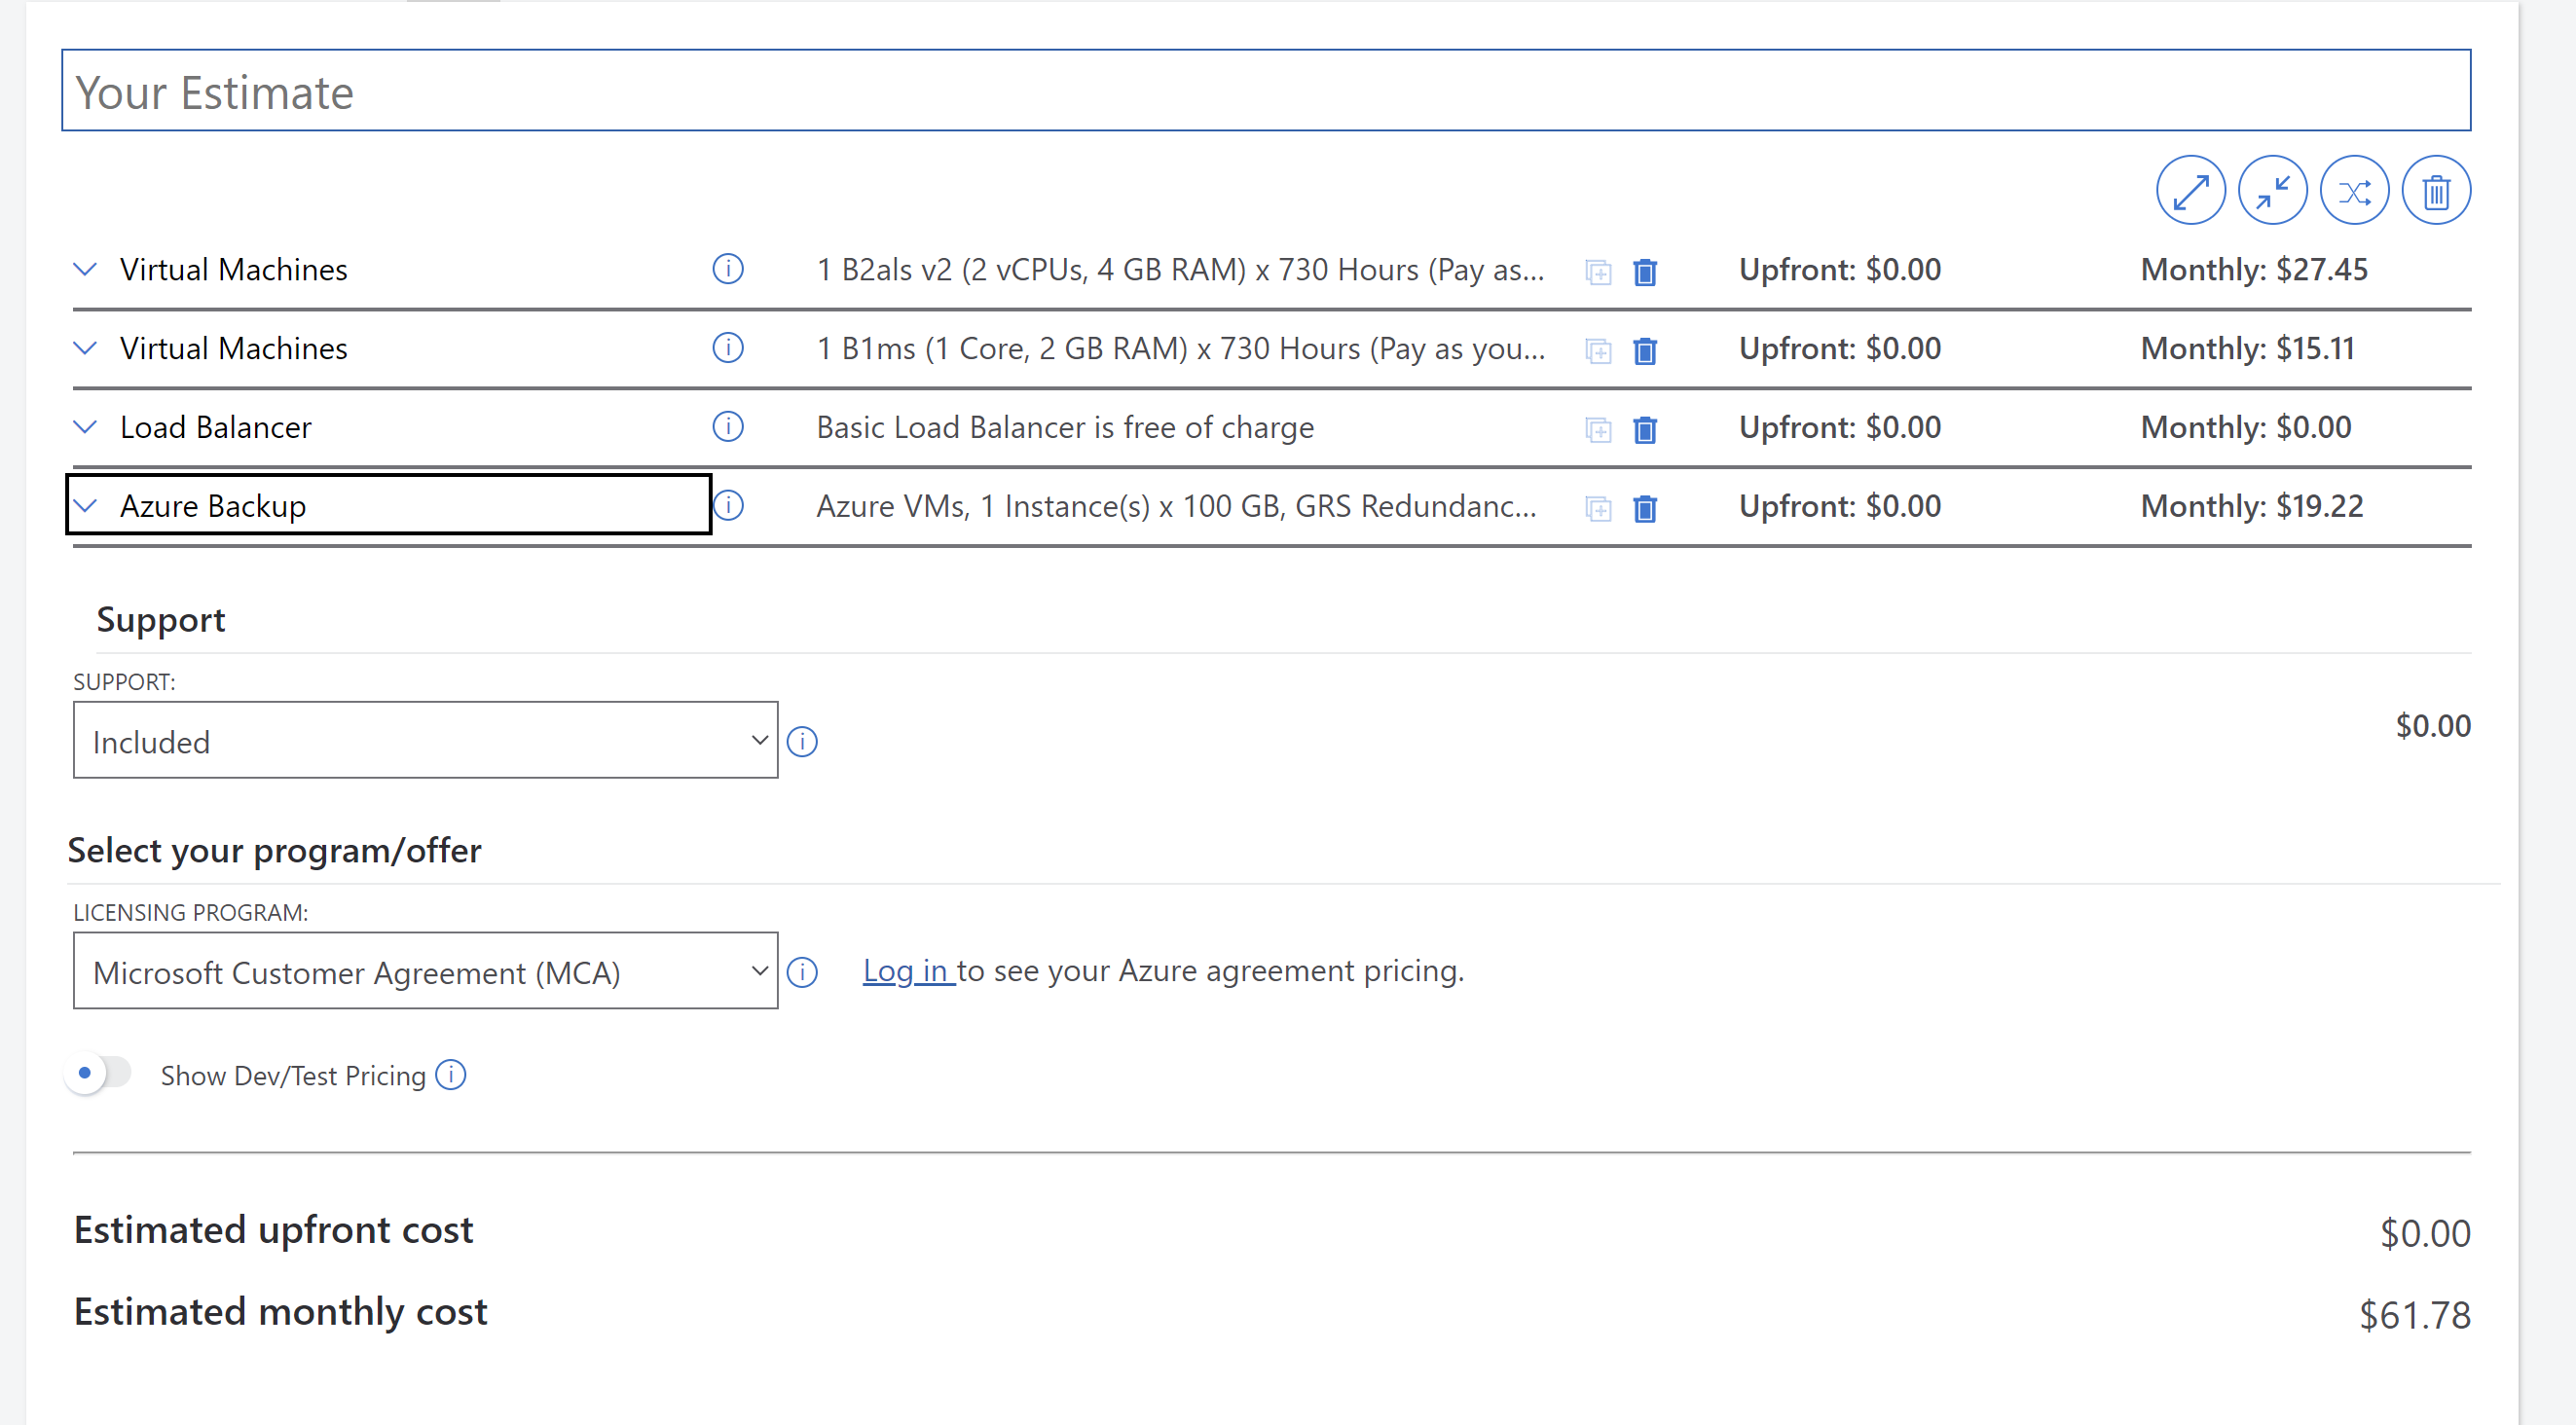 Your Estimate
Virtual Machines 1 B2als v2 (2 vCPUs, 4 GB RAM) x 730 Hours (Pay as... Upfront: $0.00 Monthly: $27.45
Virtual Machines 1 B1ms (1 Core, 2 GB RAM) x 730 Hours (Pay as you... Upfront: $0.00 Monthly: $15.11
Load Balancer Basic Load Balancer is free of charge Upfront: $0.00 Monthly: $0.00
Azure Backup Azure VMs, 1 Instance(s) x 100 GB, GRS Redundanc... Upfront: $0.00 Monthly: $19.22
Support
SUPPORT:
Included $0.00
Select your program/offer
LICENSING PROGRAM:
Microsoft Customer Agreement (MCA) Log in to see your Azure agreement pricing.
Show Dev/Test Pricing
Estimated upfront cost $0.00
Estimated monthly cost $61.78